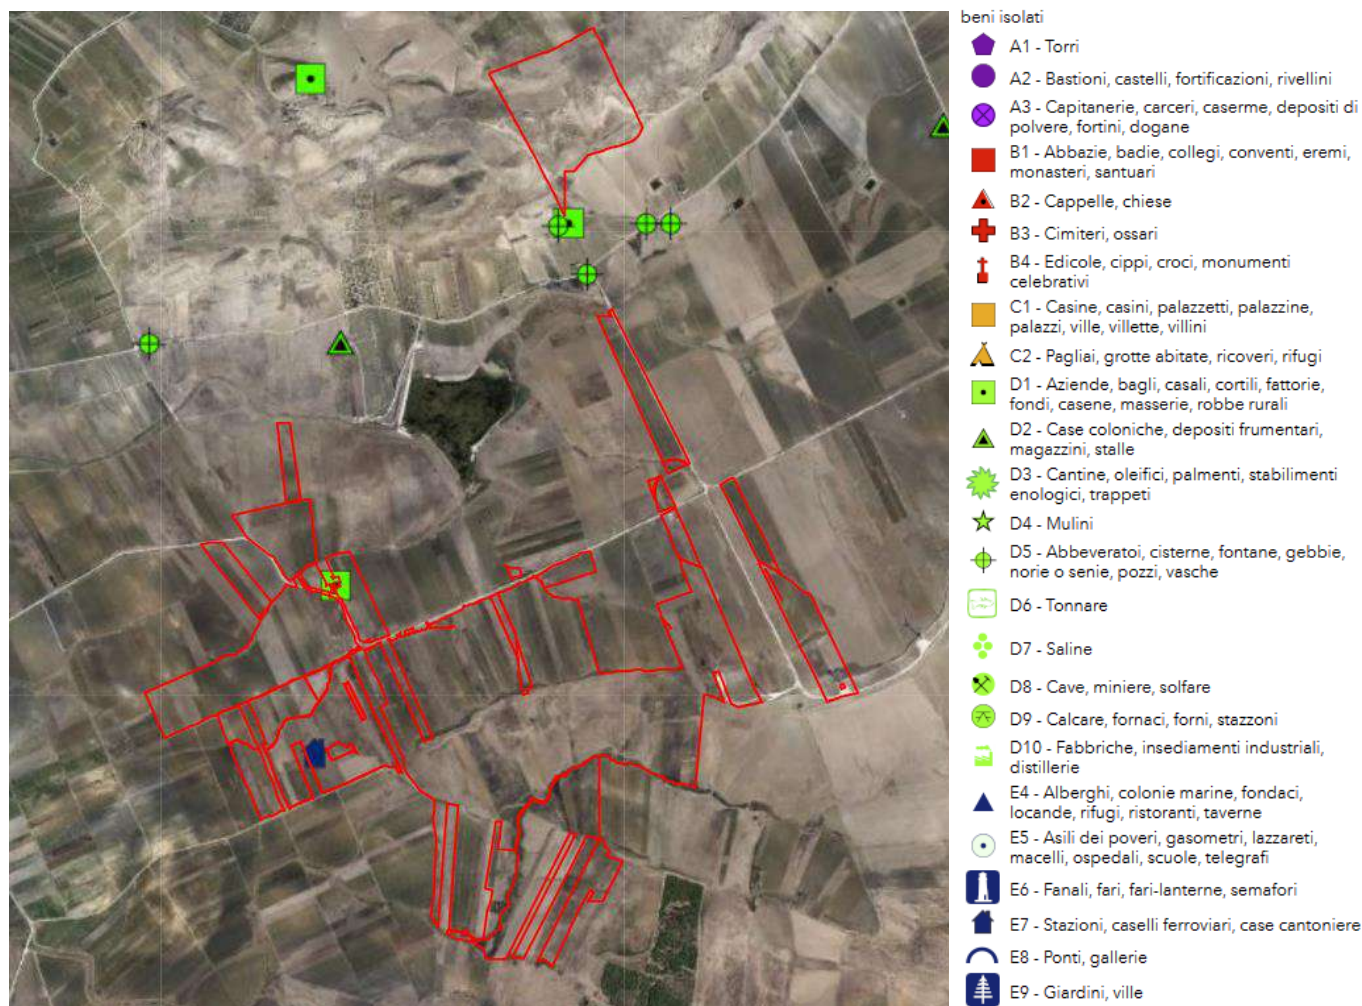 beni isolati
A1 - Torri
A2 - Bastioni, castelli, fortificazioni, rivellini
A3 - Capitanerie, carceri, caserme, depositi di
polvere, fortini, dogane
B1 - Abbazie, badie, collegi, conventi, eremi,
monasteri, santuari
B2 - Cappelle, chiese
B3 - Cimiteri, ossari
B4 - Edicole, cippi, croci, monumenti
celebrativi
C1 - Casine, casini, palazzetti, palazzine,
palazzi, ville, villette, villini
C2 - Pagliai, grotte abitate, ricoveri, rifugi
D1 - Aziende, bagli, casali, cortili, fattorie,
fondi, casene, masserie, robbe rurali
D2 - Case coloniche, depositi frumentari,
magazzini, stalle
D3 - Cantine, oleifici, palmenti, stabilimenti
enologici, trappeti
D4 - Mulini
D5 - Abbeveratoi, cisterne, fontane, gebbie,
norie o senie, pozzi, vasche
D6 - Tonnare
D7 - Saline
D8 - Cave, miniere, solfare
D9 - Calcare, fornaci, forni, stazzoni
D10 - Fabbriche, insediamenti industriali,
distillerie
E4 - Alberghi, colonie marine, fondaci,
locande, rifugi, ristoranti, taverne
E5 - Asili dei poveri, gasometri, lazzareti,
macelli, ospedali, scuole, telegrafi
E6 - Fanali, fari, fari-lanterne, semafori
E7 - Stazioni, caselli ferroviari, case cantoniere
E8 - Ponti, gallerie
E9 - Giardini, ville